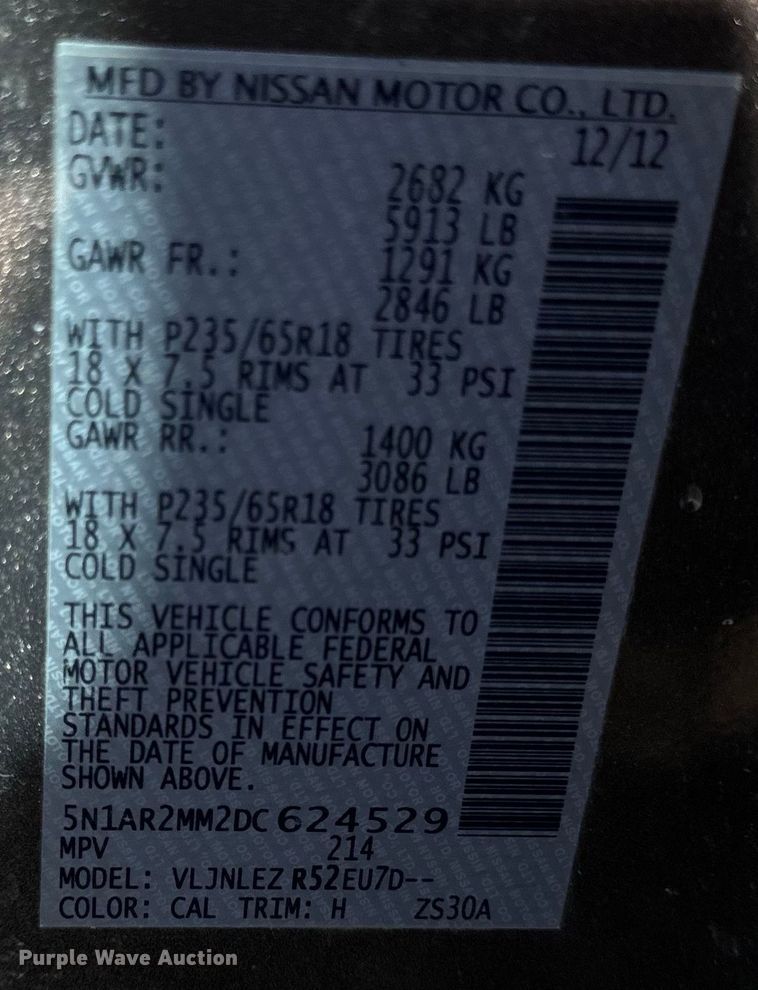 MFD BY NISSAN MOTOR CO., LTD.
DATE: 12/12
GVWR: 2682 KG
5913 LB
GAWR FR.: 1291 KG
2846 LB
WITH P235/65R18 TIRES
18 X 7.5 RIMS AT 33 PSI
COLD SINGLE
GAWR RR.: 1400 KG
3086 LB
WITH P235/65R18 TIRES
18 X 7.5 RIMS AT 33 PSI
COLD SINGLE
THIS VEHICLE CONFORMS TO
ALL APPLICABLE FEDERAL
MOTOR VEHICLE SAFETY AND
THEFT PREVENTION
STANDARDS IN EFFECT ON
THE DATE OF MANUFACTURE
SHOWN ABOVE.
5N1AR2MM2DC 624529
MPV 214
MODEL: VLJNLEZ R52EU7D--
COLOR: CAL TRIM: H ZS30A
Purple Wave Auction